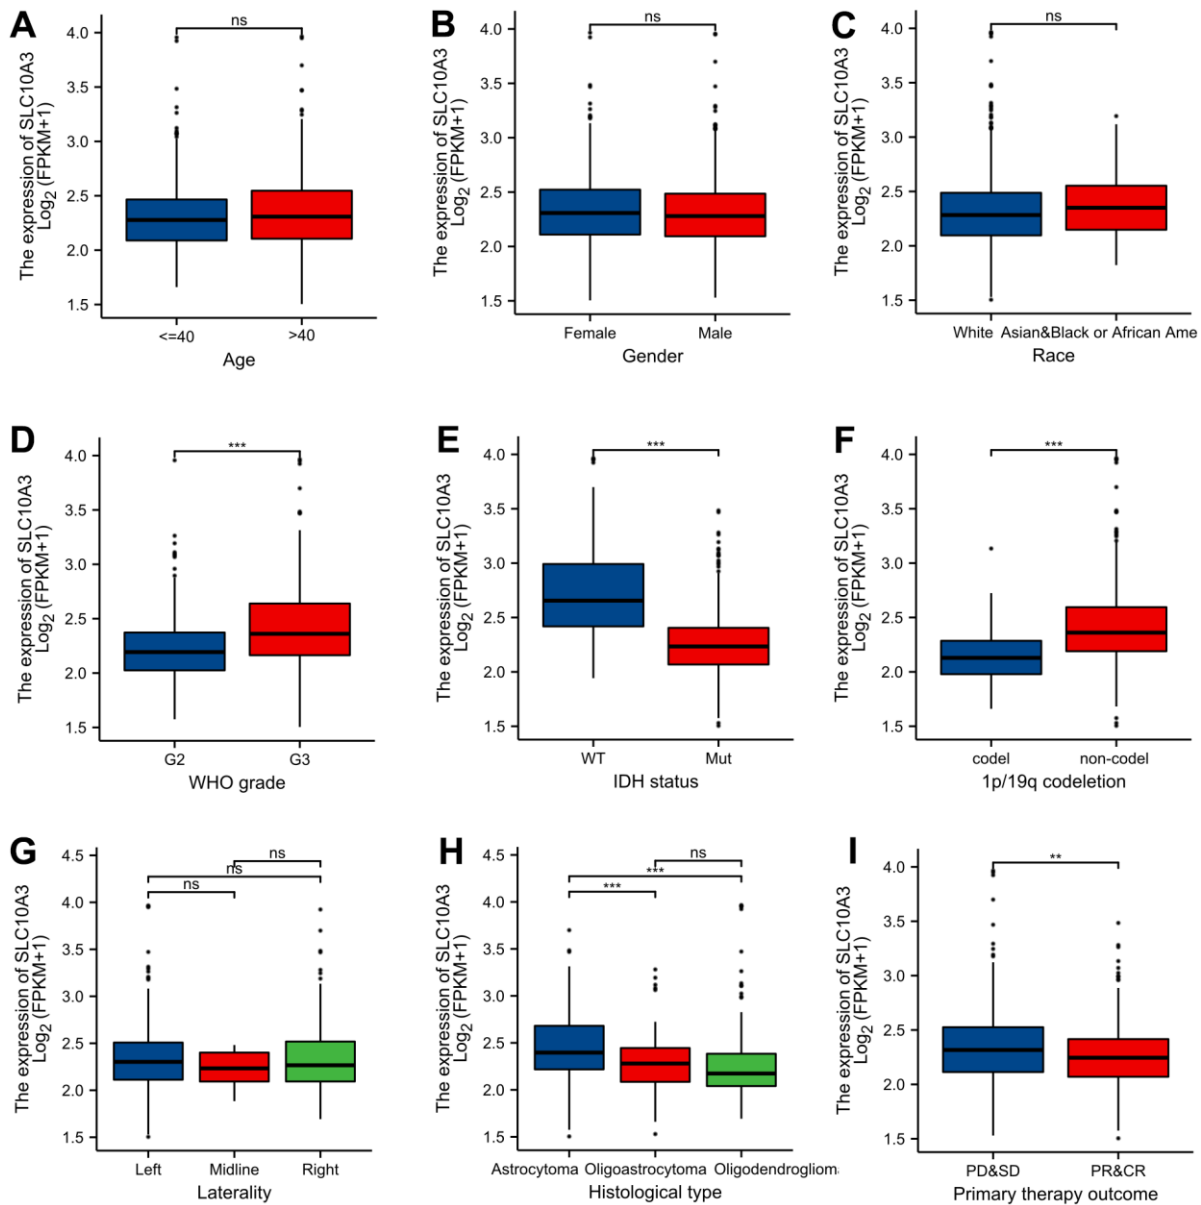 A
The expression of SLC10A3
Log2 (FPKM+1)
4.0
3.5
3.0
2.5
2.0
1.5
ns
<=40
>40
Age
B
The expression of SLC10A3
Log2 (FPKM+1)
4.0
3.5
3.0
2.5
2.0
1.5
ns
Female
Male
Gender
C
The expression of SLC10A3
Log2 (FPKM+1)
4.0
3.5
3.0
2.5
2.0
1.5
ns
White
Asian&Black or African Ame
Race
D
The expression of SLC10A3
Log2 (FPKM+1)
4.0
3.5
3.0
2.5
2.0
1.5
***
G2
G3
WHO grade
E
The expression of SLC10A3
Log2 (FPKM+1)
4.0
3.5
3.0
2.5
2.0
1.5
***
WT
Mut
IDH status
F
The expression of SLC10A3
Log2 (FPKM+1)
4.0
3.5
3.0
2.5
2.0
1.5
***
codel
non-codel
1p/19q codeletion
G
The expression of SLC10A3
Log2 (FPKM+1)
4.5
4.0
3.5
3.0
2.5
2.0
1.5
ns
ns
ns
Left
Midline
Right
Laterality
H
The expression of SLC10A3
Log2 (FPKM+1)
4.5
4.0
3.5
3.0
2.5
2.0
1.5
ns
***
***
Astrocytoma
Oligoastrocytoma
Oligodendroglioma
Histological type
I
The expression of SLC10A3
Log2 (FPKM+1)
4.0
3.5
3.0
2.5
2.0
1.5
**
PD&SD
PR&CR
Primary therapy outcome